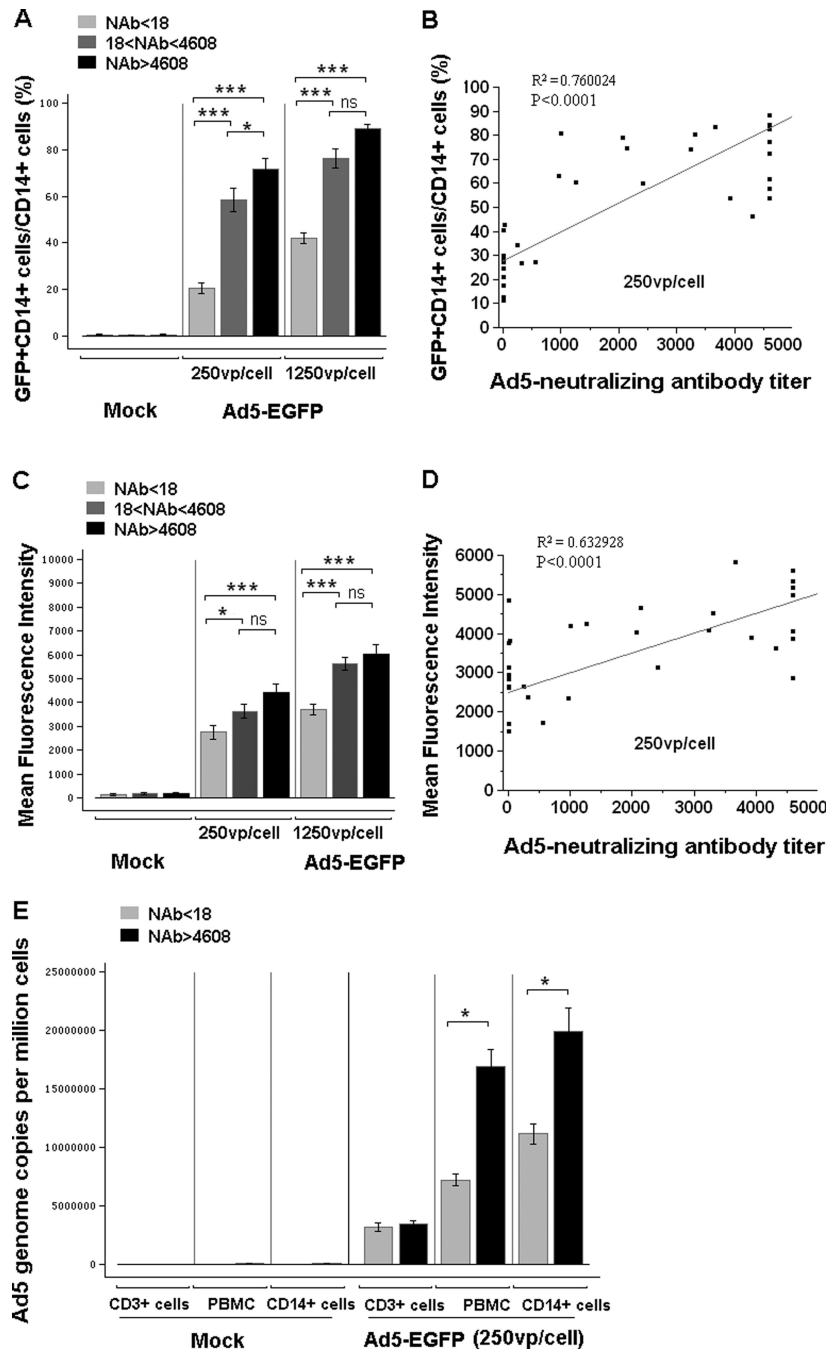 A
NAb<18
18<NAb<4608
NAb>4608
GFP+CD14+ cells/CD14+ cells (%)
100
80
60
40
20
0
***
***
*
***
***
ns
250vp/cell
1250vp/cell
Mock
Ad5-EGFP
B
R² = 0.760024
P<0.0001
GFP+CD14+ cells/CD14+ cells (%)
100
90
80
70
60
50
40
30
20
10
0
250vp/cell
0
1000
2000
3000
4000
5000
Ad5-neutralizing antibody titer
C
NAb<18
18<NAb<4608
NAb>4608
Mean Fluorescence Intensity
10000
9000
8000
7000
6000
5000
4000
3000
2000
1000
0
***
*
ns
***
***
ns
250vp/cell
1250vp/cell
Mock
Ad5-EGFP
D
R² = 0.632928
P<0.0001
Mean Fluorescence Intensity
6000
5000
4000
3000
2000
1000
0
250vp/cell
0
1000
2000
3000
4000
5000
Ad5-neutralizing antibody titer
E
NAb<18
NAb>4608
Ad5 genome copies per million cells
25000000
20000000
15000000
10000000
5000000
0
*
*
CD3+ cells
PBMC
CD14+ cells
CD3+ cells
PBMC
CD14+ cells
Mock
Ad5-EGFP (250vp/cell)